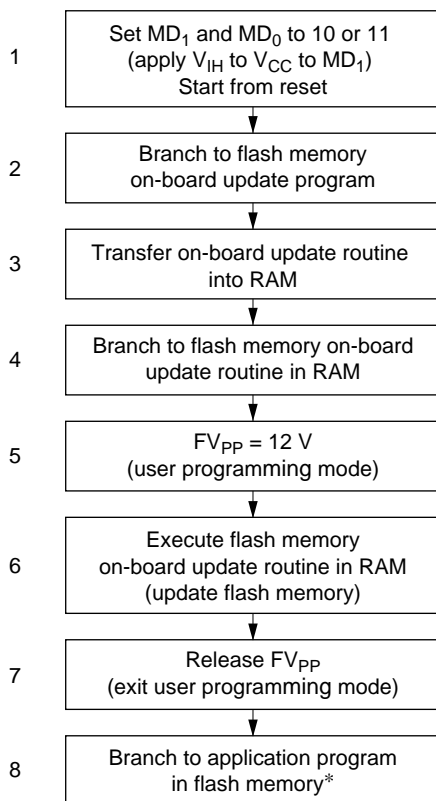 1
Set MD₁ and MD₀ to 10 or 11
(apply V_IH to V_CC to MD₁)
Start from reset
2
Branch to flash memory
on-board update program
3
Transfer on-board update routine
into RAM
4
Branch to flash memory on-board
update routine in RAM
5
FV_PP = 12 V
(user programming mode)
6
Execute flash memory
on-board update routine in RAM
(update flash memory)
7
Release FV_PP
(exit user programming mode)
8
Branch to application program
in flash memory*